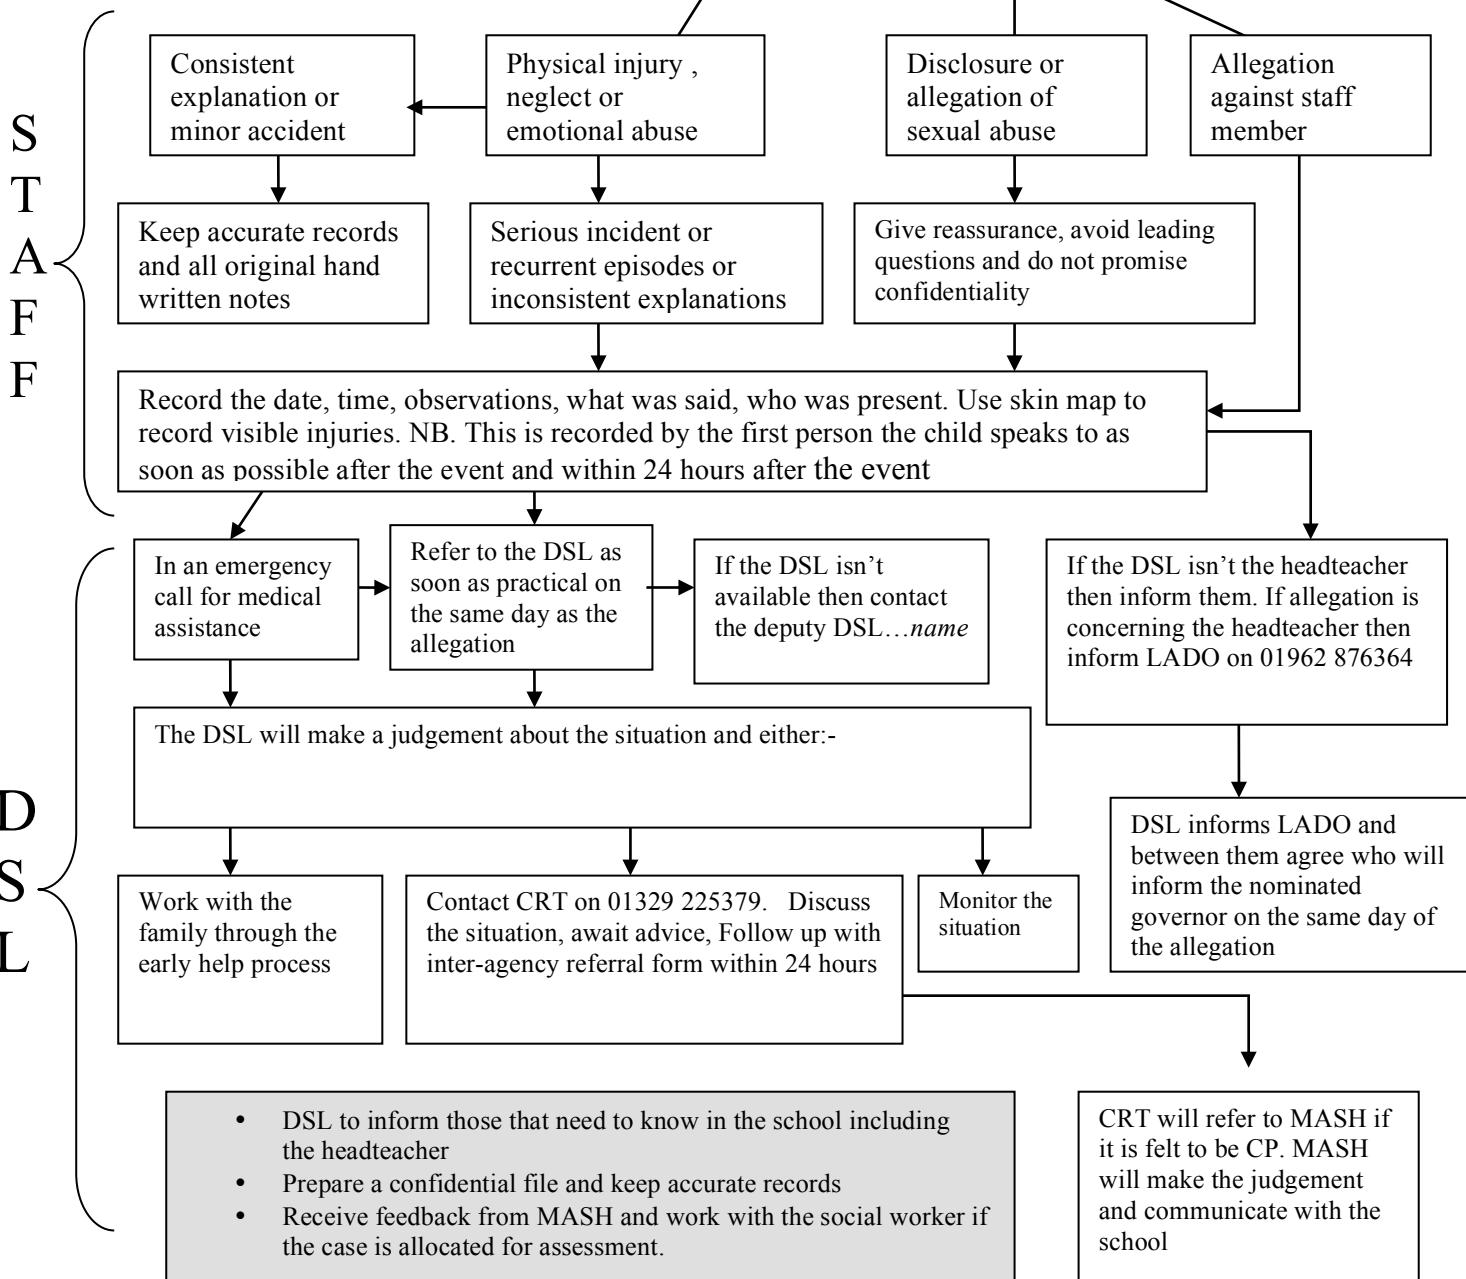 S
T
A
F
F
Consistent
explanation or
minor accident
Physical injury ,
neglect or
emotional abuse
Disclosure or
allegation of
sexual abuse
Allegation
against staff
member
Keep accurate records
and all original hand
written notes
Serious incident or
recurrent episodes or
inconsistent explanations
Give reassurance, avoid leading
questions and do not promise
confidentiality
Record the date, time, observations, what was said, who was present. Use skin map to
record visible injuries. NB. This is recorded by the first person the child speaks to as
soon as possible after the event and within 24 hours after the event
D
S
L
In an emergency
call for medical
assistance
Refer to the DSL as
soon as practical on
the same day as the
allegation
If the DSL isn’t
available then contact
the deputy DSL…name
If the DSL isn’t the headteacher
then inform them. If allegation is
concerning the headteacher then
inform LADO on 01962 876364
The DSL will make a judgement about the situation and either:-
DSL informs LADO and
between them agree who will
inform the nominated
governor on the same day of
the allegation
Work with the
family through the
early help process
Contact CRT on 01329 225379.   Discuss
the situation, await advice, Follow up with
inter-agency referral form within 24 hours
Monitor the
situation
• DSL to inform those that need to know in the school including
the headteacher
• Prepare a confidential file and keep accurate records
• Receive feedback from MASH and work with the social worker if
the case is allocated for assessment.
CRT will refer to MASH if
it is felt to be CP. MASH
will make the judgement
and communicate with the
school